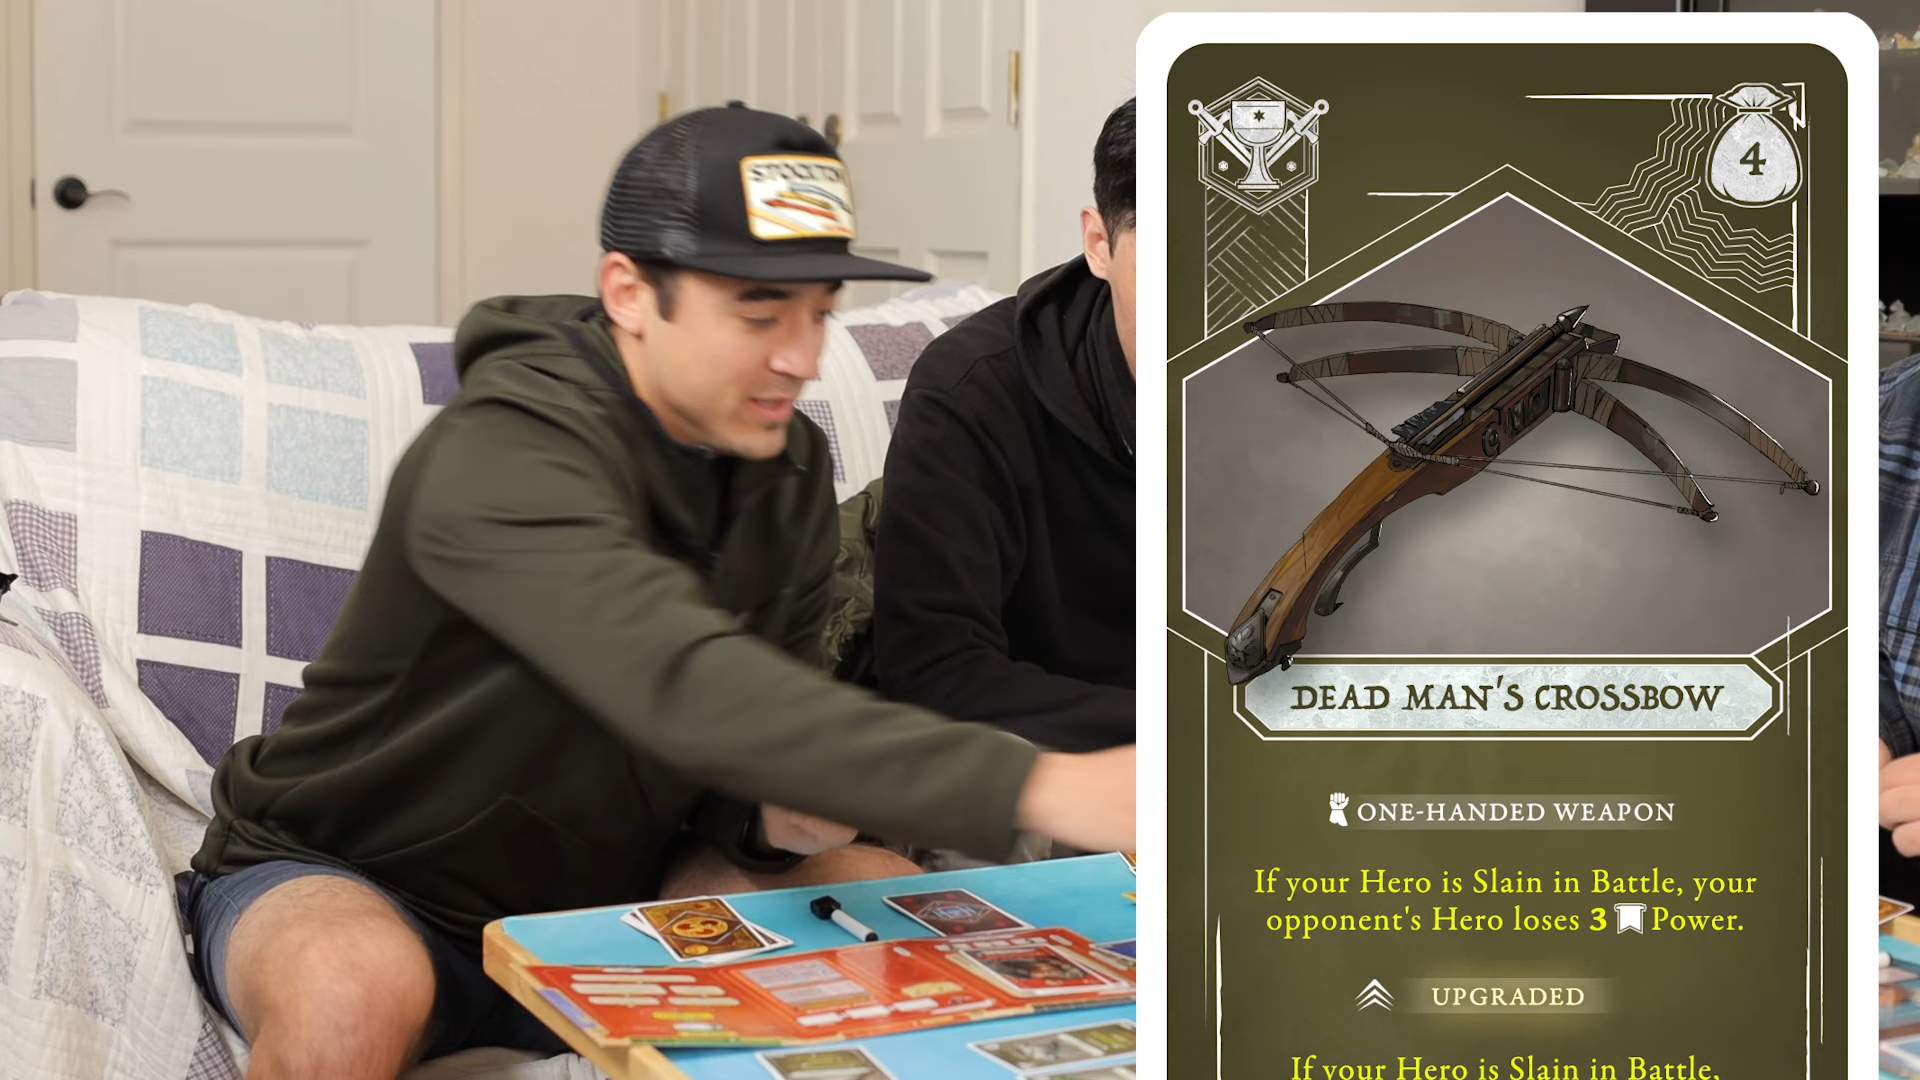 STOCKTON
4
DEAD MAN'S CROSSBOW
ONE-HANDED WEAPON
If your Hero is Slain in Battle, your
opponent's Hero loses 3 Power.
UPGRADED
If your Hero is Slain in Battle,